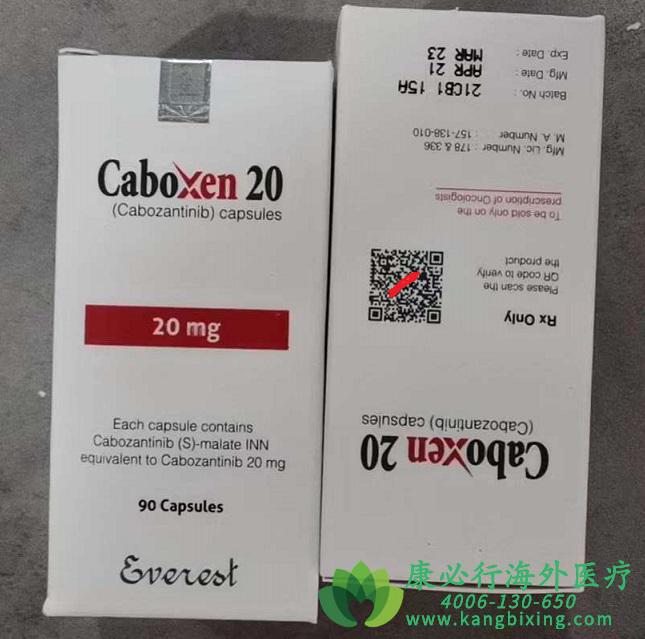 Caboxen 20
(Cabozantinib) capsules
20 mg
Each capsule contains
Cabozantinib (S)-malate INN
equivalent to Cabozantinib 20 mg
90 Capsules
Everest
Caboxen 20
(Cabozantinib) capsules
Rx Only
Please scan the
QR code to verify
the product
To be sold only on the
prescription of Oncologists
Mfg. Lic. Number : 178 & 336
M. A. Number : 157-138-010
Batch No. : 21CB1 15A
Mfg. Date : APR 21
Exp. Date : MAR 23
康必行海外医疗
4006-130-650
www.kangbixing.com